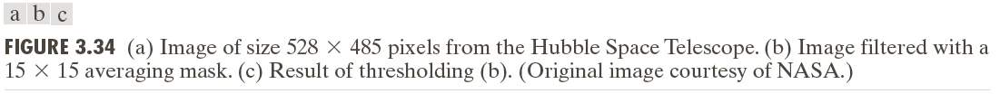 a b c
FIGURE 3.34 (a) Image of size 528 × 485 pixels from the Hubble Space Telescope. (b) Image filtered with a
15 × 15 averaging mask. (c) Result of thresholding (b). (Original image courtesy of NASA.)